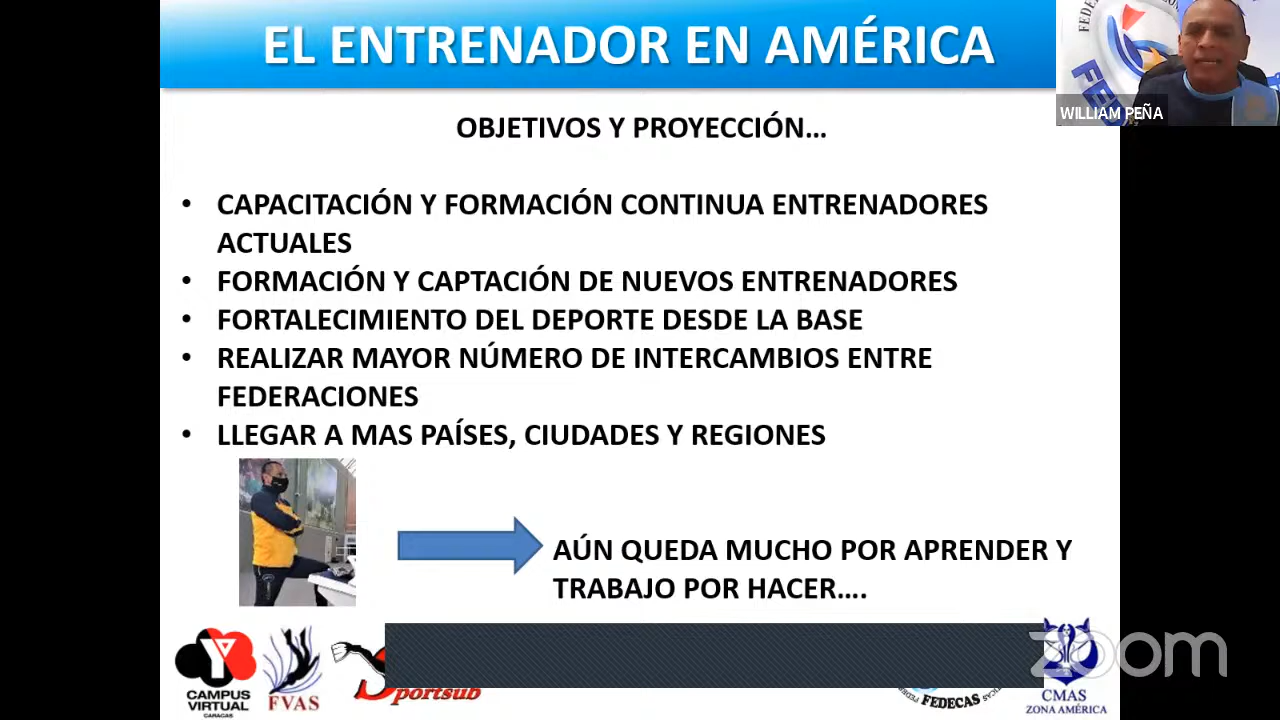 EL ENTRENADOR EN AMÉRICA
WILLIAM PEÑA
OBJETIVOS Y PROYECCIÓN...
• CAPACITACIÓN Y FORMACIÓN CONTINUA ENTRENADORES
ACTUALES
• FORMACIÓN Y CAPTACIÓN DE NUEVOS ENTRENADORES
• FORTALECIMIENTO DEL DEPORTE DESDE LA BASE
• REALIZAR MAYOR NÚMERO DE INTERCAMBIOS ENTRE
FEDERACIONES
• LLEGAR A MAS PAÍSES, CIUDADES Y REGIONES
AÚN QUEDA MUCHO POR APRENDER Y
TRABAJO POR HACER....
Y
CAMPUS
VIRTUAL
CARACAS
FVAS
Sportsub
FEDECAS
CMAS
ZONA AMÉRICA
zoom